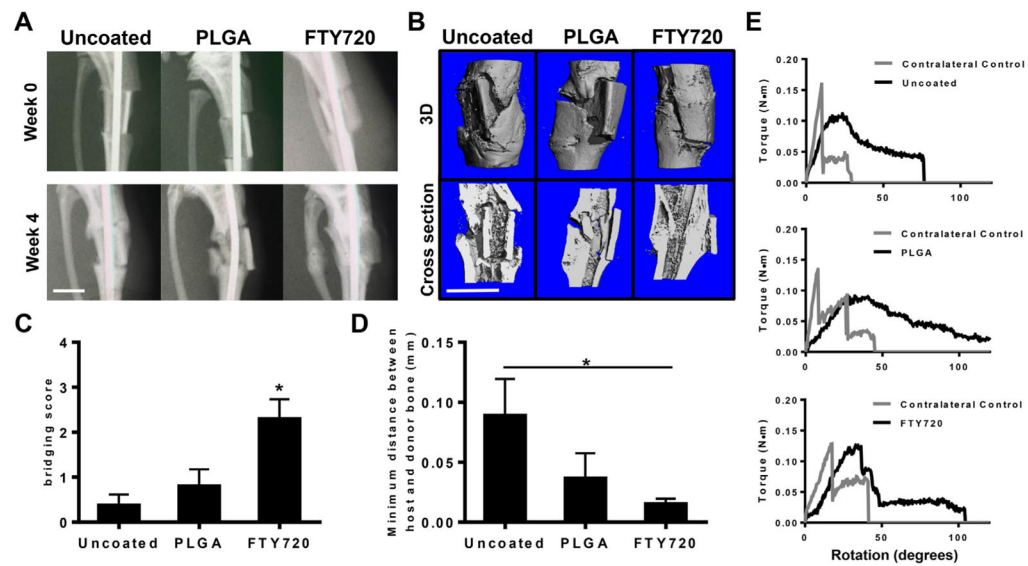 A
Uncoated PLGA FTY720
Week 0
Week 4
B
Uncoated PLGA FTY720
3D
Cross section
C
bridging score
4
3
2
1
0
Uncoated PLGA FTY720
*
D
Minimum distance between
host and donor bone (mm)
0.15
0.10
0.05
0.00
Uncoated PLGA FTY720
*
E
Contralateral Control
Uncoated
Torque (N•m)
0.20
0.15
0.10
0.05
0.00
0 50 100
Contralateral Control
PLGA
Torque (N•m)
0.20
0.15
0.10
0.05
0.00
0 50 100
Contralateral Control
FTY720
Torque (N•m)
0.20
0.15
0.10
0.05
0.00
0 50 100
Rotation (degrees)